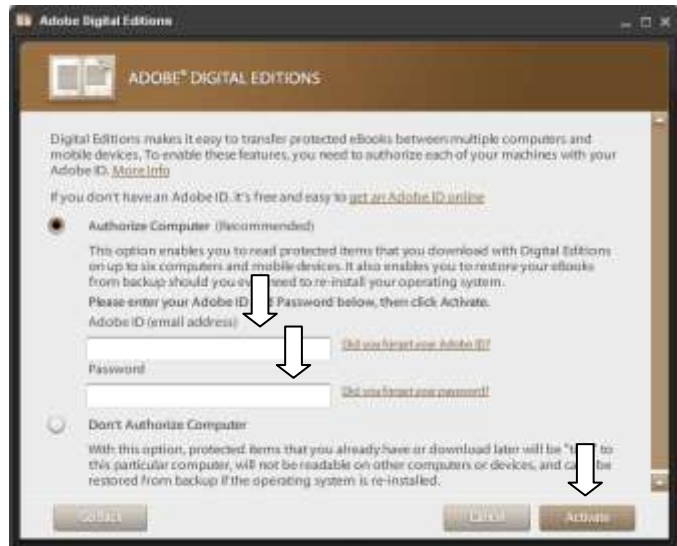 Adobe Digital Editions
ADOBE® DIGITAL EDITIONS
Digital Editions makes it easy to transfer protected eBooks between multiple computers and
mobile devices. To enable these features, you need to authorize each of your machines with your
Adobe ID. More Info
If you don't have an Adobe ID, it's free and easy to get an Adobe ID online
Authorize Computer (Recommended)
This option enables you to read protected items that you download with Digital Editions
on up to six computers and mobile devices. It also enables you to restore your eBooks
from backup should you need to re-install your operating system.
Please enter your Adobe ID Password below, then click Activate.
Adobe ID (email address)
Did you forget your Adobe ID?
Password
Did you forget your password?
Don't Authorize Computer
With this option, protected items that you already have or download later will be to
this particular computer, will not be readable on other computers or devices, and be
restored from backup if the operating system is re-installed.
Go Back Cancel Activate